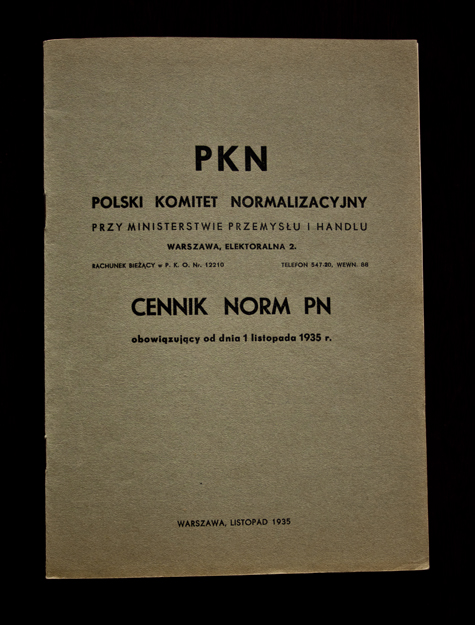 PKN
POLSKI KOMITET NORMALIZACYJNY
PRZY MINISTERSTWIE PRZEMYSŁU I HANDLU
WARSZAWA, ELEKTORALNA 2.
RACHUNEK BIEŻĄCY w P. K. O. Nr. 12210 TELEFON 547-20, WEWN. 88
CENNIK NORM PN
obowiązujący od dnia 1 listopada 1935 r.
WARSZAWA, LISTOPAD 1935